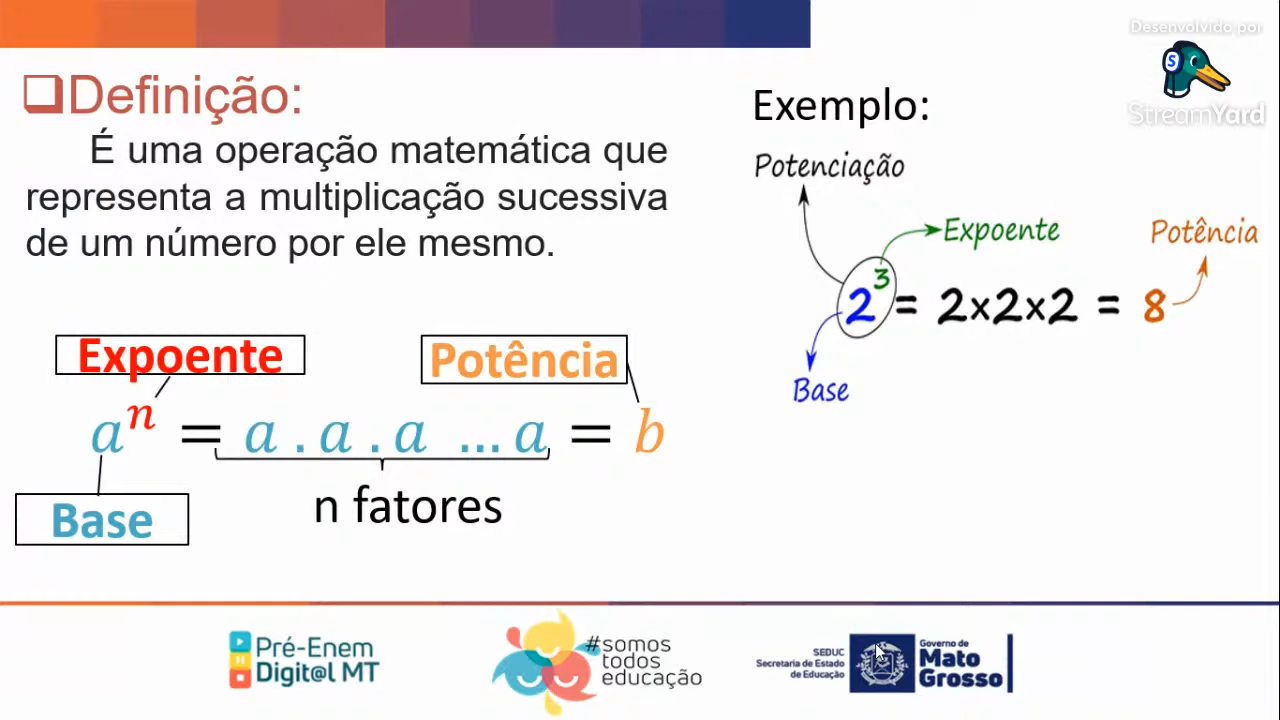 Desenvolvido por
StreamYard
❑Definição:
É uma operação matemática que
representa a multiplicação sucessiva
de um número por ele mesmo.
Expoente
Potência
aⁿ = a . a . a ... a = b
Base
n fatores
Exemplo:
Potenciação
Expoente
Potência
2³ = 2x2x2 = 8
Base
Pré-Enem
Digit@l MT
#somos
todos
educação
SEDUC
Secretaria de Estado
de Educação
Governo de
Mato
Grosso